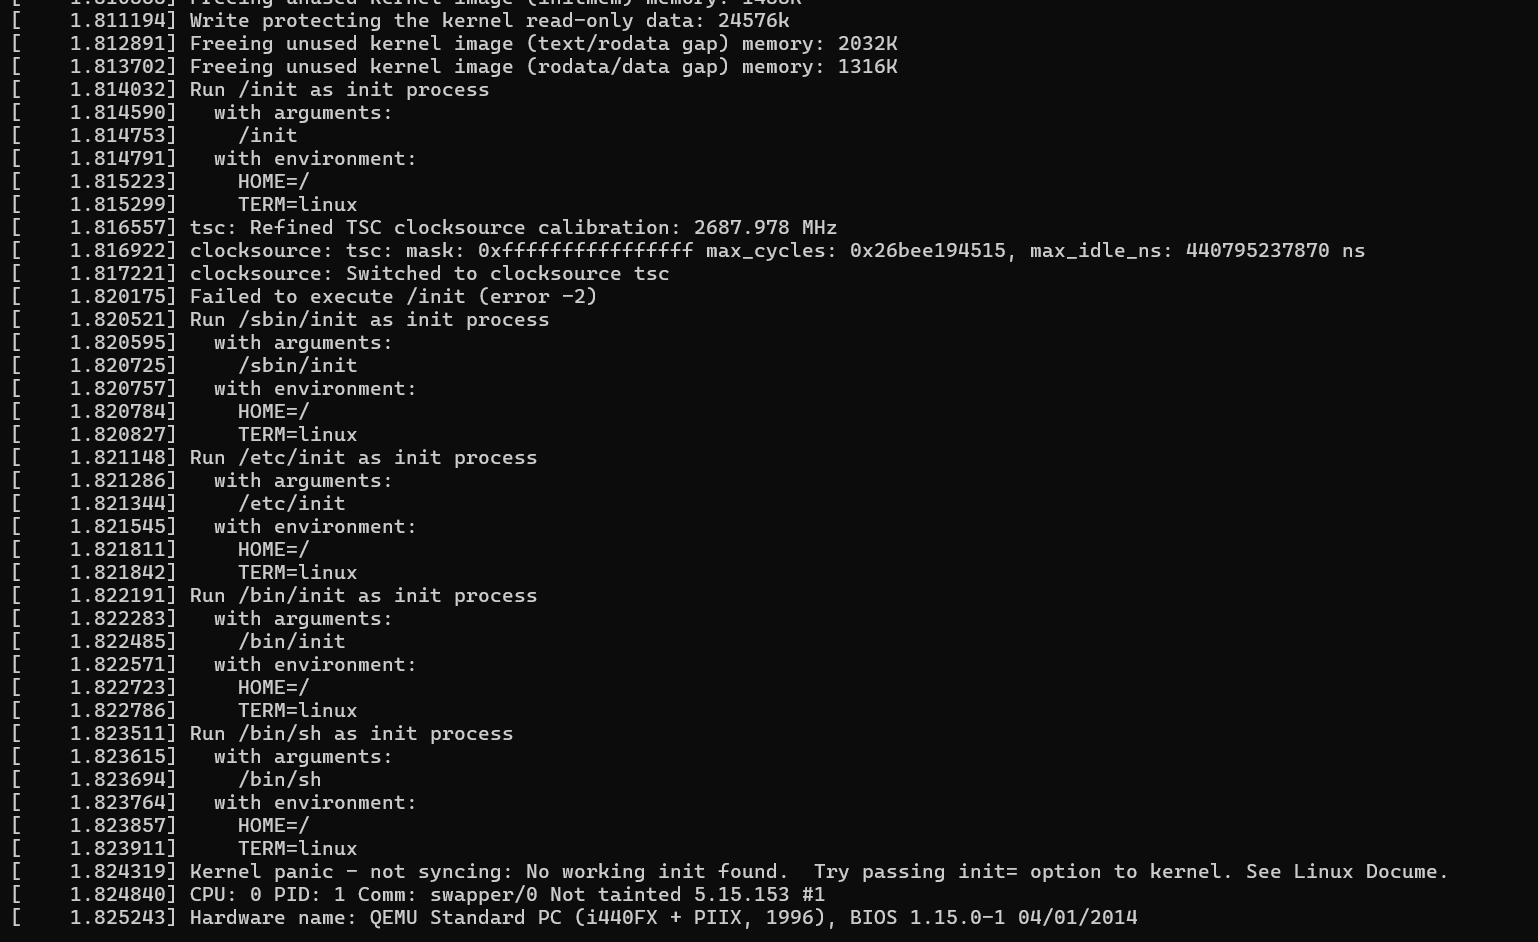 [    1.811194] Write protecting the kernel read-only data: 24576k
[    1.812891] Freeing unused kernel image (text/rodata gap) memory: 2032K
[    1.813702] Freeing unused kernel image (rodata/data gap) memory: 1316K
[    1.814032] Run /init as init process
[    1.814590]   with arguments:
[    1.814753]     /init
[    1.814791]   with environment:
[    1.815223]     HOME=/
[    1.815299]     TERM=linux
[    1.816557] tsc: Refined TSC clocksource calibration: 2687.978 MHz
[    1.816922] clocksource: tsc: mask: 0xffffffffffffffff max_cycles: 0x26bee194515, max_idle_ns: 440795237870 ns
[    1.817221] clocksource: Switched to clocksource tsc
[    1.820175] Failed to execute /init (error -2)
[    1.820521] Run /sbin/init as init process
[    1.820595]   with arguments:
[    1.820725]     /sbin/init
[    1.820757]   with environment:
[    1.820784]     HOME=/
[    1.820827]     TERM=linux
[    1.821148] Run /etc/init as init process
[    1.821286]   with arguments:
[    1.821344]     /etc/init
[    1.821545]   with environment:
[    1.821811]     HOME=/
[    1.821842]     TERM=linux
[    1.822191] Run /bin/init as init process
[    1.822283]   with arguments:
[    1.822485]     /bin/init
[    1.822571]   with environment:
[    1.822723]     HOME=/
[    1.822786]     TERM=linux
[    1.823511] Run /bin/sh as init process
[    1.823615]   with arguments:
[    1.823694]     /bin/sh
[    1.823764]   with environment:
[    1.823857]     HOME=/
[    1.823911]     TERM=linux
[    1.824319] Kernel panic - not syncing: No working init found.  Try passing init= option to kernel. See Linux Docume.
[    1.824840] CPU: 0 PID: 1 Comm: swapper/0 Not tainted 5.15.153 #1
[    1.825243] Hardware name: QEMU Standard PC (i440FX + PIIX, 1996), BIOS 1.15.0-1 04/01/2014